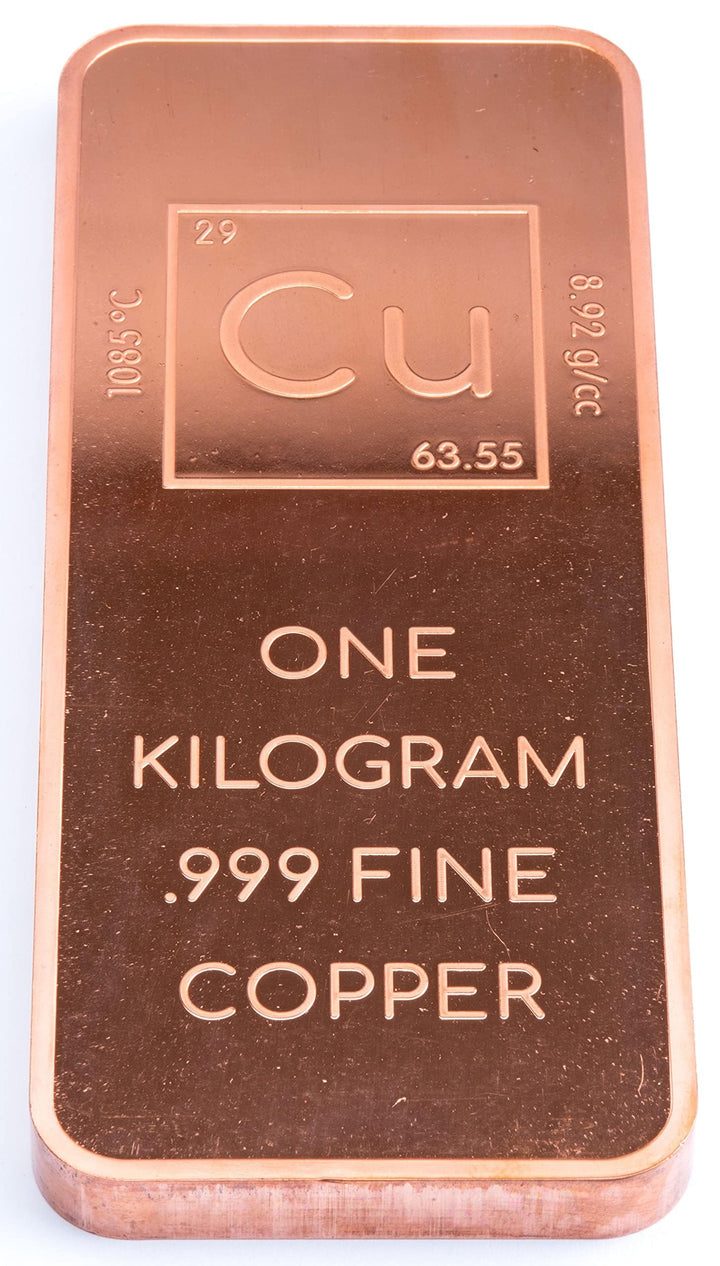 29
Cu
63.55
1085°C
8.92 g/cc
ONE
KILOGRAM
.999 FINE
COPPER